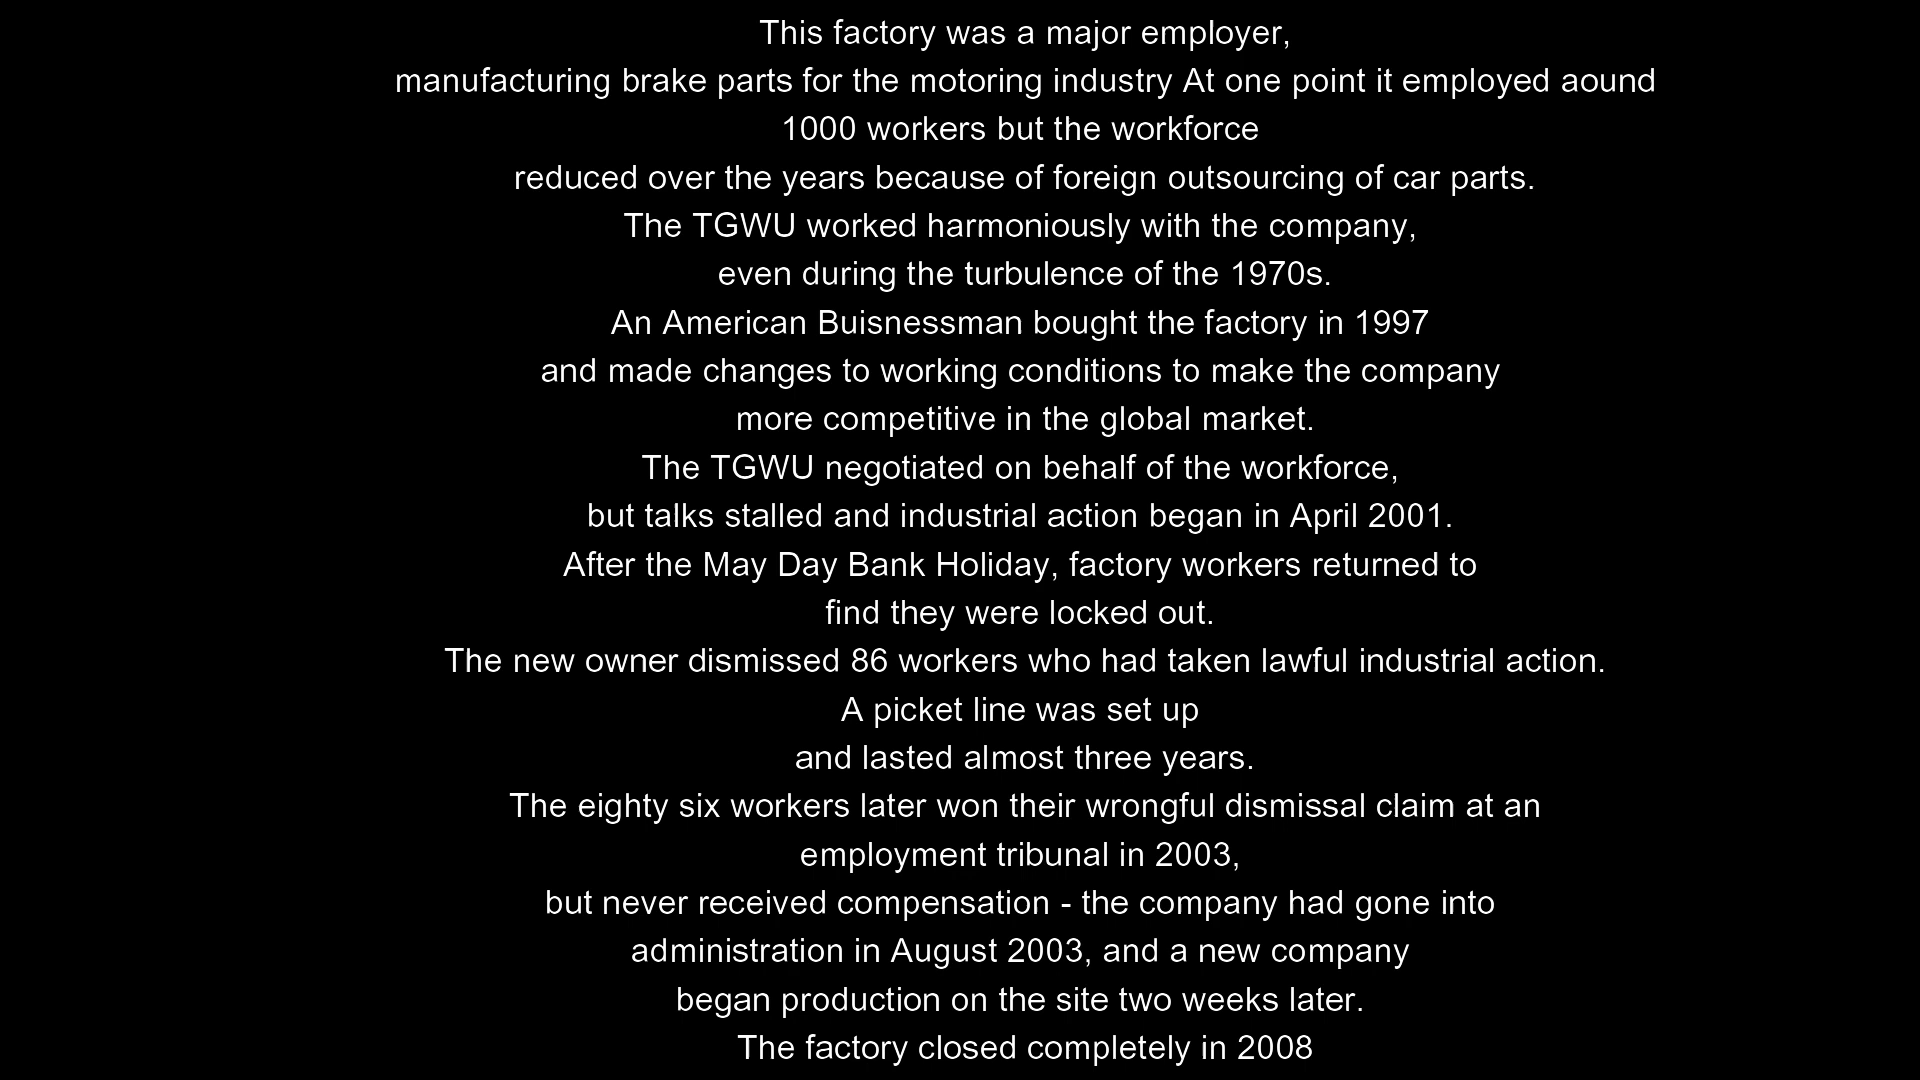 This factory was a major employer,
manufacturing brake parts for the motoring industry At one point it employed aound
1000 workers but the workforce
reduced over the years because of foreign outsourcing of car parts.
The TGWU worked harmoniously with the company,
even during the turbulence of the 1970s.
An American Buisnessman bought the factory in 1997
and made changes to working conditions to make the company
more competitive in the global market.
The TGWU negotiated on behalf of the workforce,
but talks stalled and industrial action began in April 2001.
After the May Day Bank Holiday, factory workers returned to
find they were locked out.
The new owner dismissed 86 workers who had taken lawful industrial action.
A picket line was set up
and lasted almost three years.
The eighty six workers later won their wrongful dismissal claim at an
employment tribunal in 2003,
but never received compensation - the company had gone into
administration in August 2003, and a new company
began production on the site two weeks later.
The factory closed completely in 2008